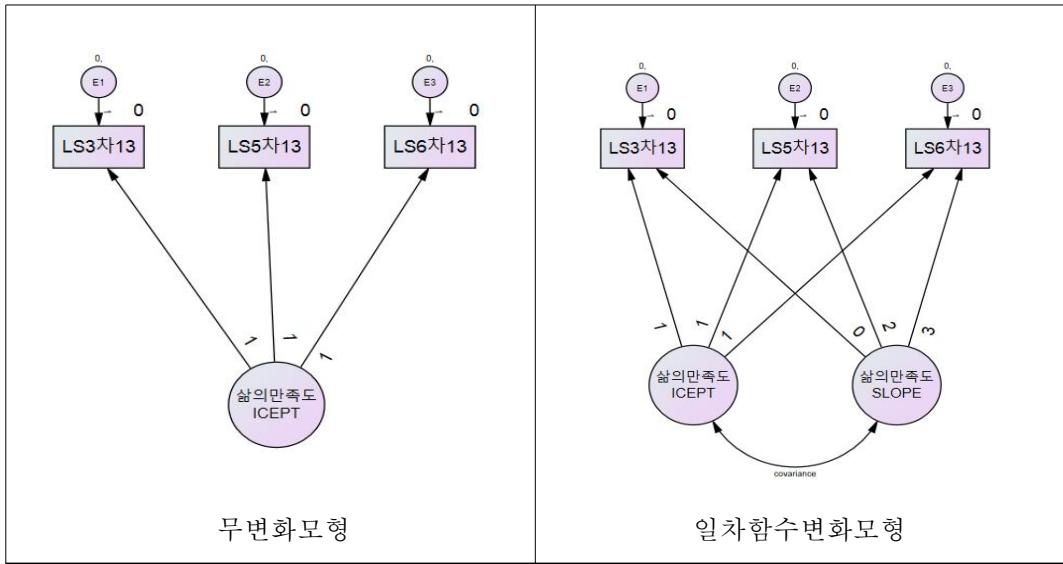 0,
E1
0
LS3차13
0,
E2
0
LS5차13
0,
E3
0
LS6차13
1
1
1
삶의만족도
ICEPT
무변화모형
0,
E1
0
LS3차13
0,
E2
0
LS5차13
0,
E3
0
LS6차13
1
1
1
0
2
3
삶의만족도
ICEPT
삶의만족도
SLOPE
covariance
일차함수변화모형